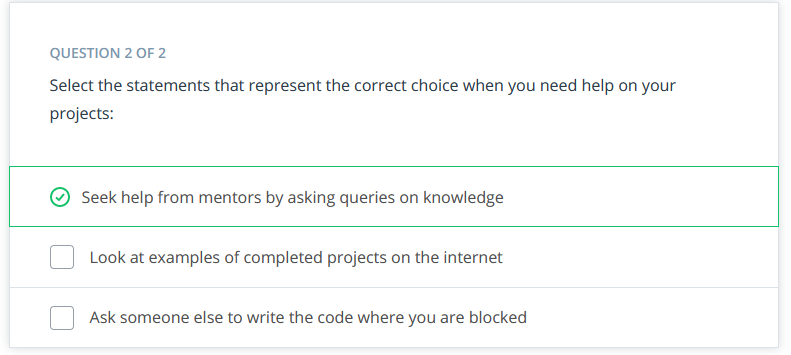 QUESTION 2 OF 2
Select the statements that represent the correct choice when you need help on your
projects:
Seek help from mentors by asking queries on knowledge
Look at examples of completed projects on the internet
Ask someone else to write the code where you are blocked